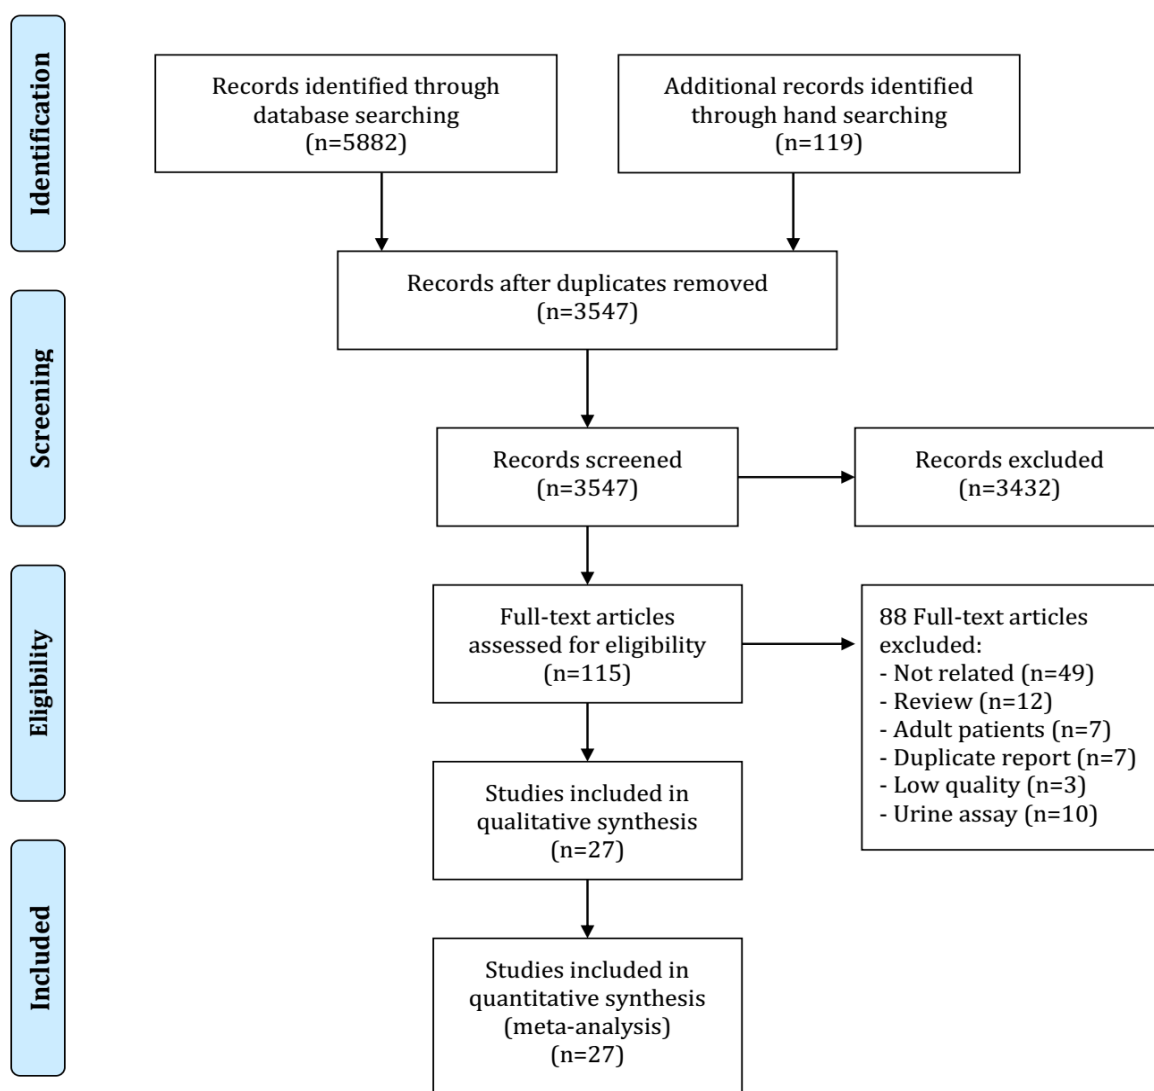 Identification
Records identified through
database searching
(n=5882)
Additional records identified
through hand searching
(n=119)
Records after duplicates removed
(n=3547)
Screening
Records screened
(n=3547)
Records excluded
(n=3432)
Eligibility
Full-text articles
assessed for eligibility
(n=115)
88 Full-text articles
excluded:
- Not related (n=49)
- Review (n=12)
- Adult patients (n=7)
- Duplicate report (n=7)
- Low quality (n=3)
- Urine assay (n=10)
Studies included in
qualitative synthesis
(n=27)
Included
Studies included in
quantitative synthesis
(meta-analysis)
(n=27)